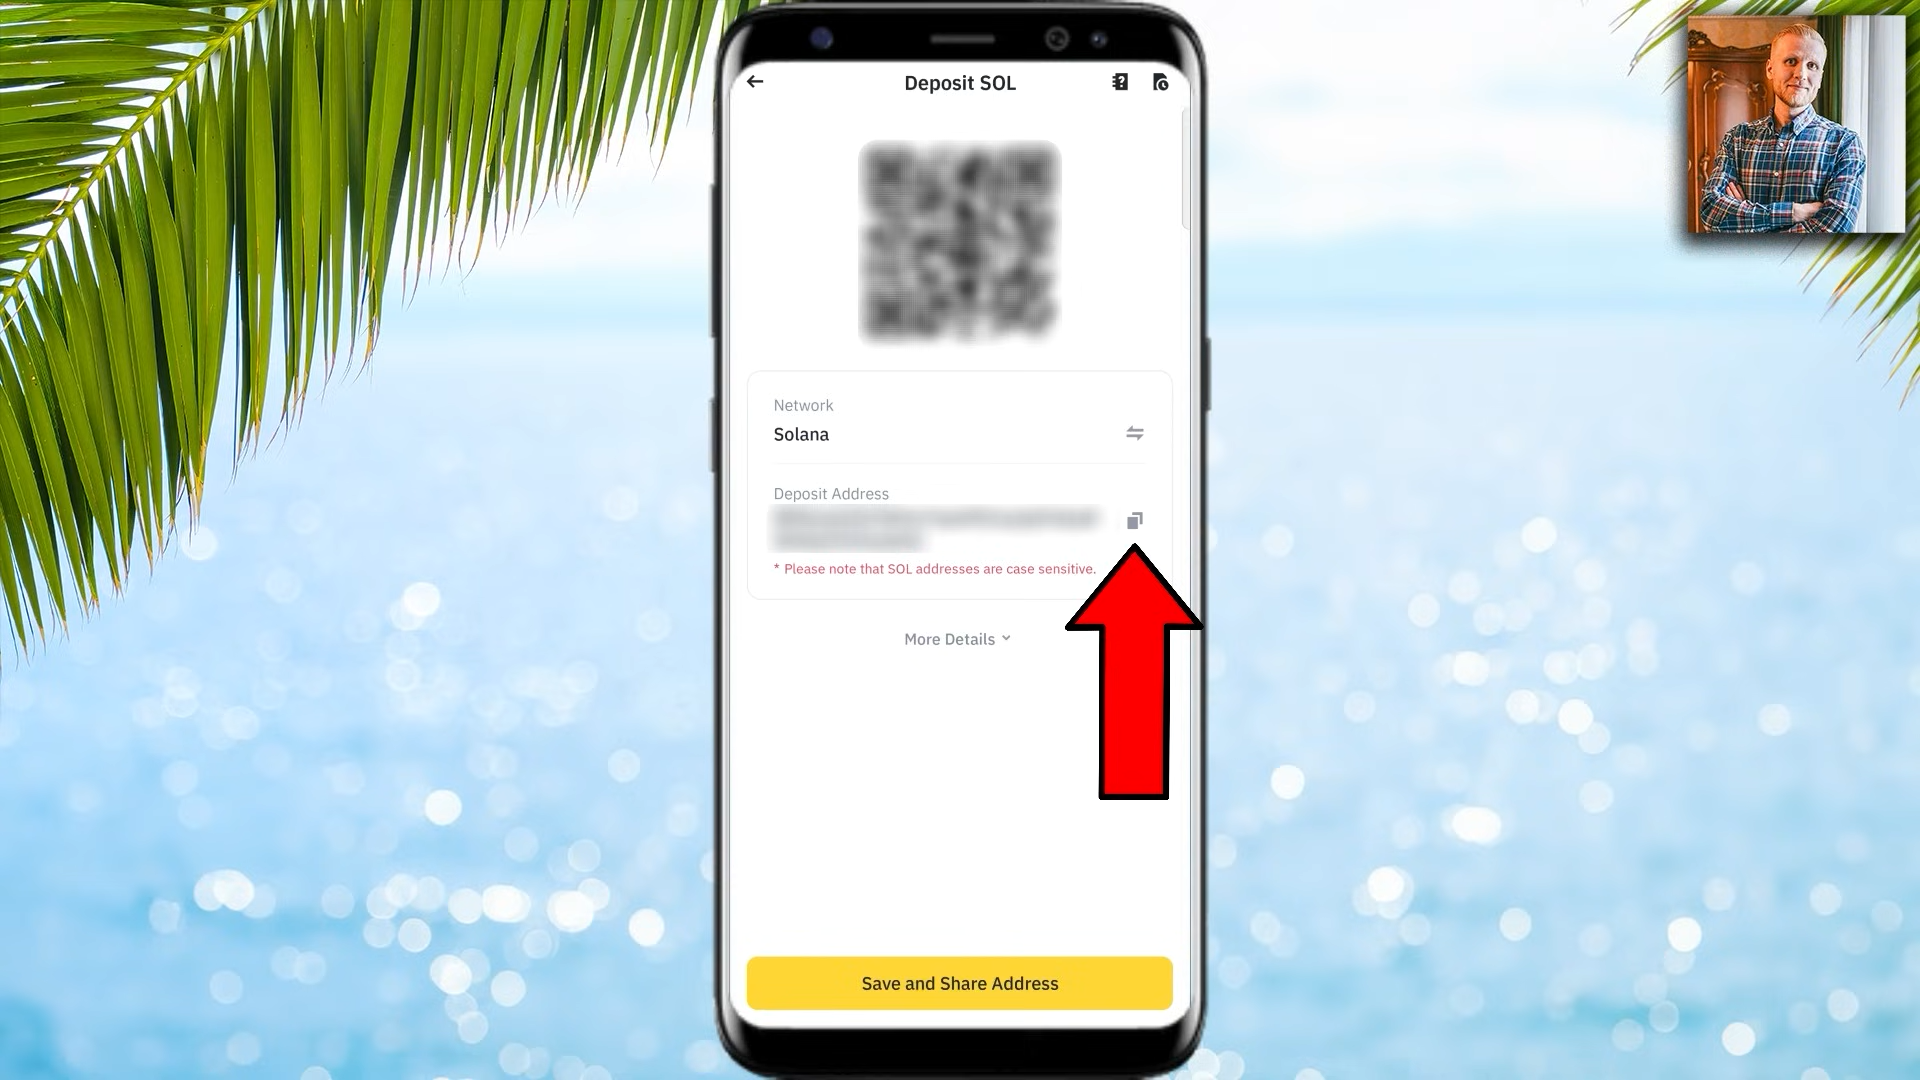 Deposit SOL
Network
Solana
Deposit Address
* Please note that SOL addresses are case sensitive.
More Details
Save and Share Address